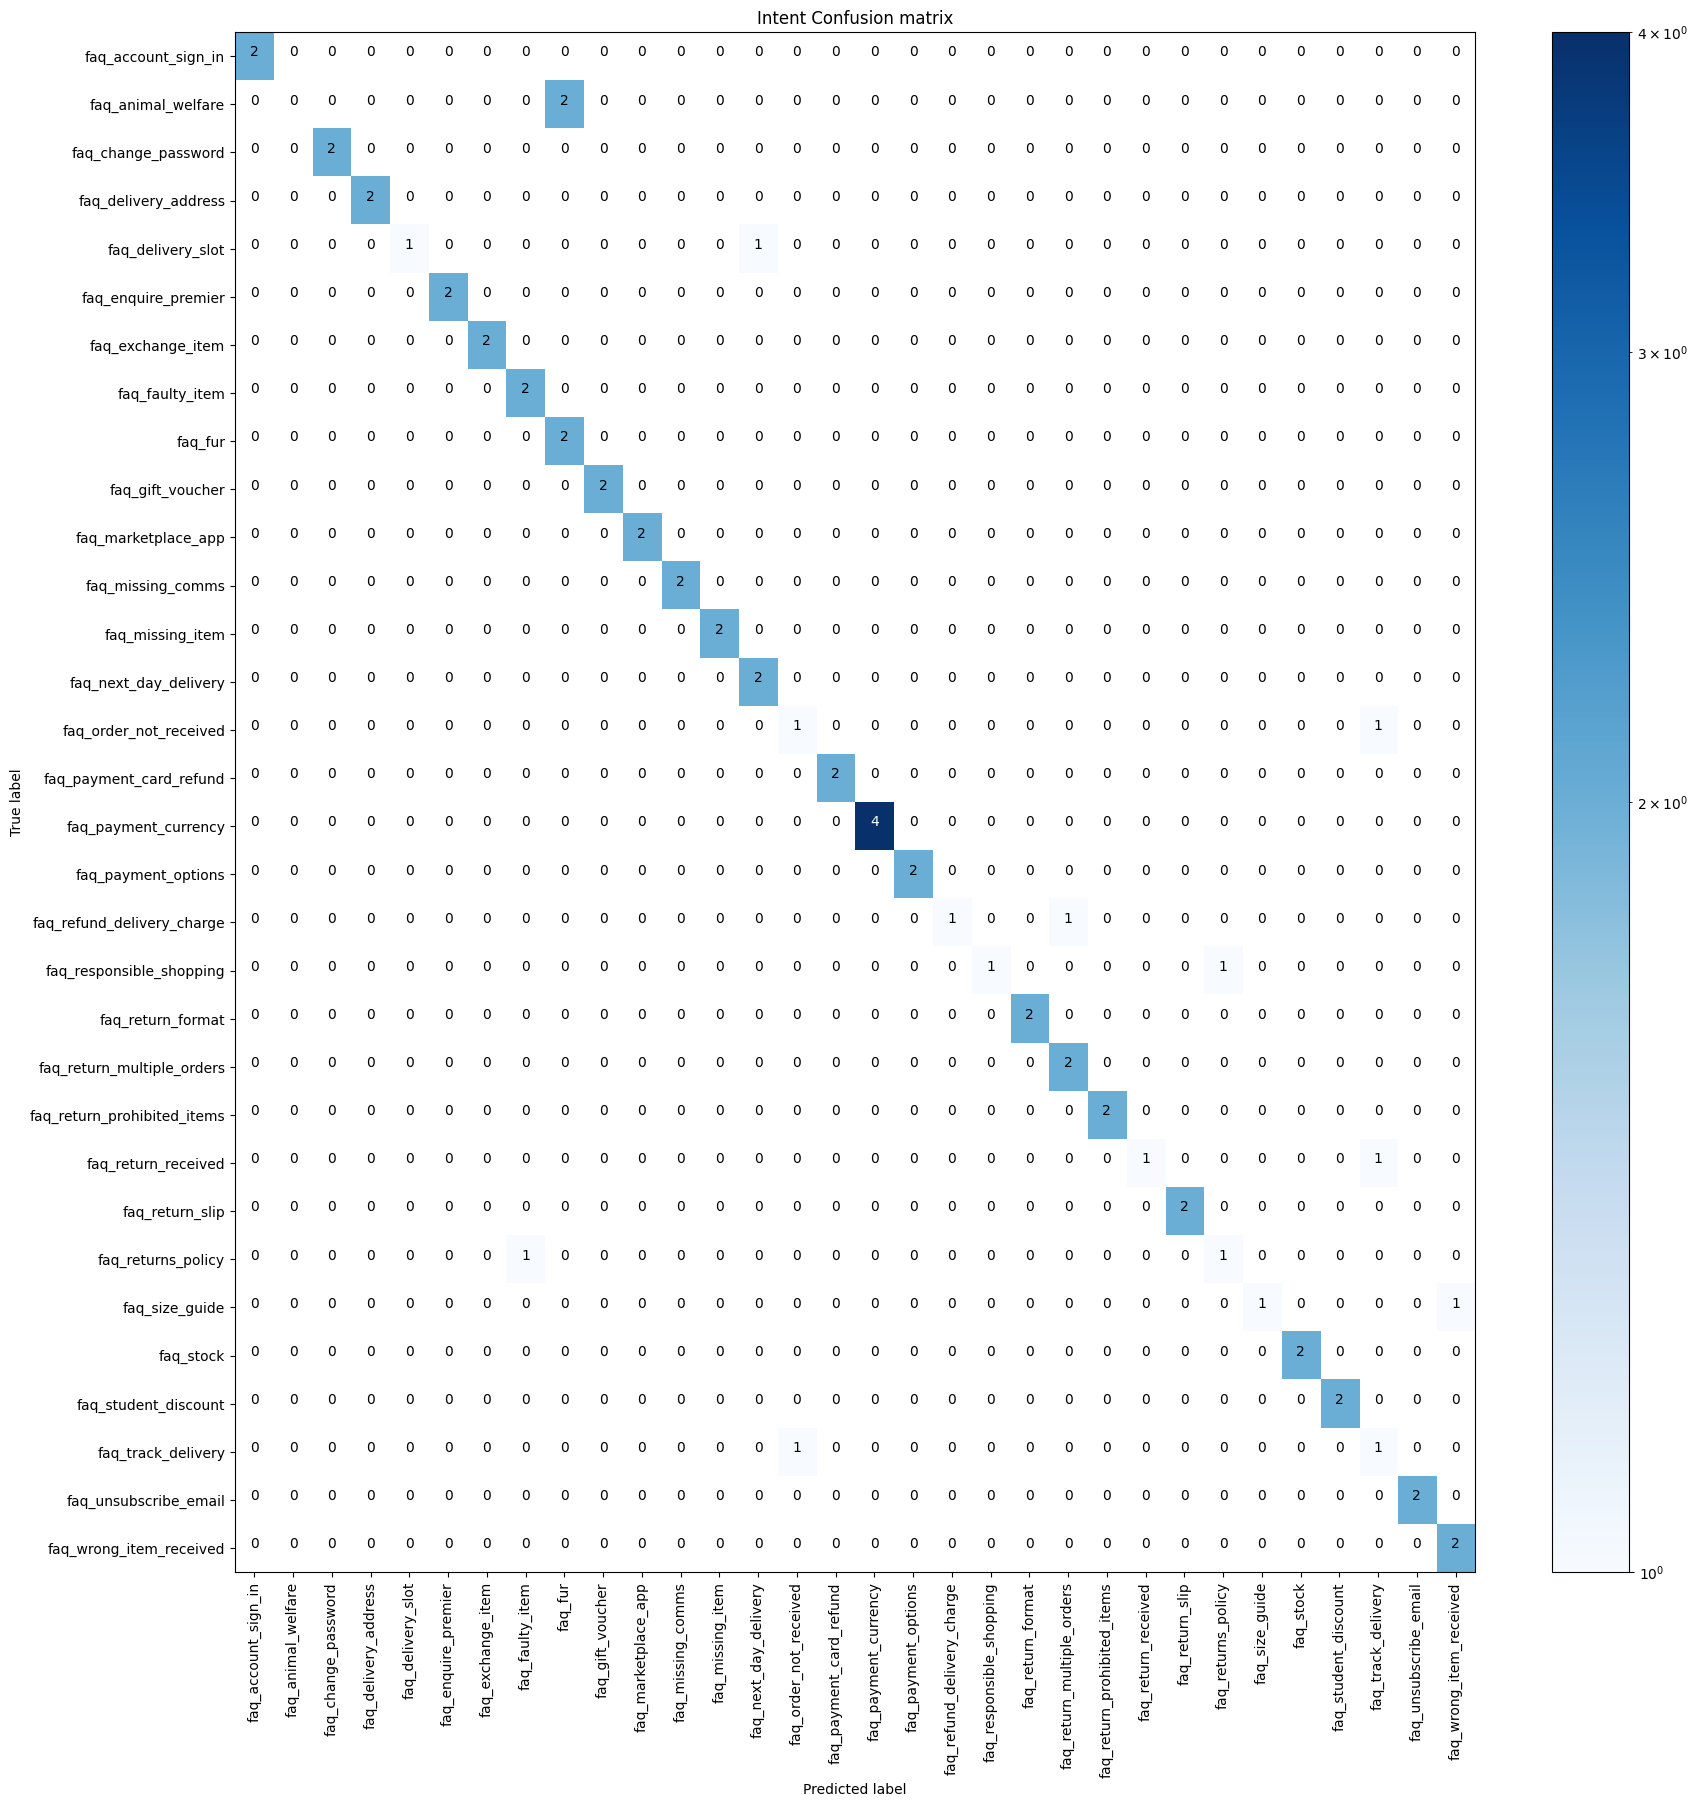 Intent Confusion matrix
faq_account_sign_in 2 0 0 0 0 0 0 0 0 0 0 0 0 0 0 0 0 0 0 0 0 0 0 0 0 0 0 0 0 0 0 0
faq_animal_welfare 0 0 0 0 0 0 0 0 2 0 0 0 0 0 0 0 0 0 0 0 0 0 0 0 0 0 0 0 0 0 0 0
faq_change_password 0 0 2 0 0 0 0 0 0 0 0 0 0 0 0 0 0 0 0 0 0 0 0 0 0 0 0 0 0 0 0 0
faq_delivery_address 0 0 0 2 0 0 0 0 0 0 0 0 0 0 0 0 0 0 0 0 0 0 0 0 0 0 0 0 0 0 0 0
faq_delivery_slot 0 0 0 0 1 0 0 0 0 0 0 0 0 1 0 0 0 0 0 0 0 0 0 0 0 0 0 0 0 0 0 0
faq_enquire_premier 0 0 0 0 0 2 0 0 0 0 0 0 0 0 0 0 0 0 0 0 0 0 0 0 0 0 0 0 0 0 0 0
faq_exchange_item 0 0 0 0 0 0 2 0 0 0 0 0 0 0 0 0 0 0 0 0 0 0 0 0 0 0 0 0 0 0 0 0
faq_faulty_item 0 0 0 0 0 0 0 2 0 0 0 0 0 0 0 0 0 0 0 0 0 0 0 0 0 0 0 0 0 0 0 0
faq_fur 0 0 0 0 0 0 0 0 2 0 0 0 0 0 0 0 0 0 0 0 0 0 0 0 0 0 0 0 0 0 0 0
faq_gift_voucher 0 0 0 0 0 0 0 0 0 2 0 0 0 0 0 0 0 0 0 0 0 0 0 0 0 0 0 0 0 0 0 0
faq_marketplace_app 0 0 0 0 0 0 0 0 0 0 2 0 0 0 0 0 0 0 0 0 0 0 0 0 0 0 0 0 0 0 0 0
faq_missing_comms 0 0 0 0 0 0 0 0 0 0 0 2 0 0 0 0 0 0 0 0 0 0 0 0 0 0 0 0 0 0 0 0
faq_missing_item 0 0 0 0 0 0 0 0 0 0 0 0 2 0 0 0 0 0 0 0 0 0 0 0 0 0 0 0 0 0 0 0
faq_next_day_delivery 0 0 0 0 0 0 0 0 0 0 0 0 0 2 0 0 0 0 0 0 0 0 0 0 0 0 0 0 0 0 0 0
faq_order_not_received 0 0 0 0 0 0 0 0 0 0 0 0 0 0 1 0 0 0 0 0 0 0 0 0 0 0 0 0 0 1 0 0
faq_payment_card_refund 0 0 0 0 0 0 0 0 0 0 0 0 0 0 0 2 0 0 0 0 0 0 0 0 0 0 0 0 0 0 0 0
faq_payment_currency 0 0 0 0 0 0 0 0 0 0 0 0 0 0 0 0 4 0 0 0 0 0 0 0 0 0 0 0 0 0 0 0
faq_payment_options 0 0 0 0 0 0 0 0 0 0 0 0 0 0 0 0 0 2 0 0 0 0 0 0 0 0 0 0 0 0 0 0
faq_refund_delivery_charge 0 0 0 0 0 0 0 0 0 0 0 0 0 0 0 0 0 0 1 0 0 1 0 0 0 0 0 0 0 0 0 0
faq_responsible_shopping 0 0 0 0 0 0 0 0 0 0 0 0 0 0 0 0 0 0 0 1 0 0 0 0 0 1 0 0 0 0 0 0
faq_return_format 0 0 0 0 0 0 0 0 0 0 0 0 0 0 0 0 0 0 0 0 2 0 0 0 0 0 0 0 0 0 0 0
faq_return_multiple_orders 0 0 0 0 0 0 0 0 0 0 0 0 0 0 0 0 0 0 0 0 0 2 0 0 0 0 0 0 0 0 0 0
faq_return_prohibited_items 0 0 0 0 0 0 0 0 0 0 0 0 0 0 0 0 0 0 0 0 0 0 2 0 0 0 0 0 0 0 0 0
faq_return_received 0 0 0 0 0 0 0 0 0 0 0 0 0 0 0 0 0 0 0 0 0 0 0 1 0 0 0 0 0 1 0 0
faq_return_slip 0 0 0 0 0 0 0 0 0 0 0 0 0 0 0 0 0 0 0 0 0 0 0 0 2 0 0 0 0 0 0 0
faq_returns_policy 0 0 0 0 0 0 0 1 0 0 0 0 0 0 0 0 0 0 0 0 0 0 0 0 0 1 0 0 0 0 0 0
faq_size_guide 0 0 0 0 0 0 0 0 0 0 0 0 0 0 0 0 0 0 0 0 0 0 0 0 0 0 1 0 0 0 0 1
faq_stock 0 0 0 0 0 0 0 0 0 0 0 0 0 0 0 0 0 0 0 0 0 0 0 0 0 0 0 2 0 0 0 0
faq_student_discount 0 0 0 0 0 0 0 0 0 0 0 0 0 0 0 0 0 0 0 0 0 0 0 0 0 0 0 0 2 0 0 0
faq_track_delivery 0 0 0 0 0 0 0 0 0 0 0 0 0 0 1 0 0 0 0 0 0 0 0 0 0 0 0 0 0 1 0 0
faq_unsubscribe_email 0 0 0 0 0 0 0 0 0 0 0 0 0 0 0 0 0 0 0 0 0 0 0 0 0 0 0 0 0 0 2 0
faq_wrong_item_received 0 0 0 0 0 0 0 0 0 0 0 0 0 0 0 0 0 0 0 0 0 0 0 0 0 0 0 0 0 0 0 2
True label
faq_account_sign_in
faq_animal_welfare
faq_change_password
faq_delivery_address
faq_delivery_slot
faq_enquire_premier
faq_exchange_item
faq_faulty_item
faq_fur
faq_gift_voucher
faq_marketplace_app
faq_missing_comms
faq_missing_item
faq_next_day_delivery
faq_order_not_received
faq_payment_card_refund
faq_payment_currency
faq_payment_options
faq_refund_delivery_charge
faq_responsible_shopping
faq_return_format
faq_return_multiple_orders
faq_return_prohibited_items
faq_return_received
faq_return_slip
faq_returns_policy
faq_size_guide
faq_stock
faq_student_discount
faq_track_delivery
faq_unsubscribe_email
faq_wrong_item_received
Predicted label
4 × 10⁰
3 × 10⁰
2 × 10⁰
10⁰